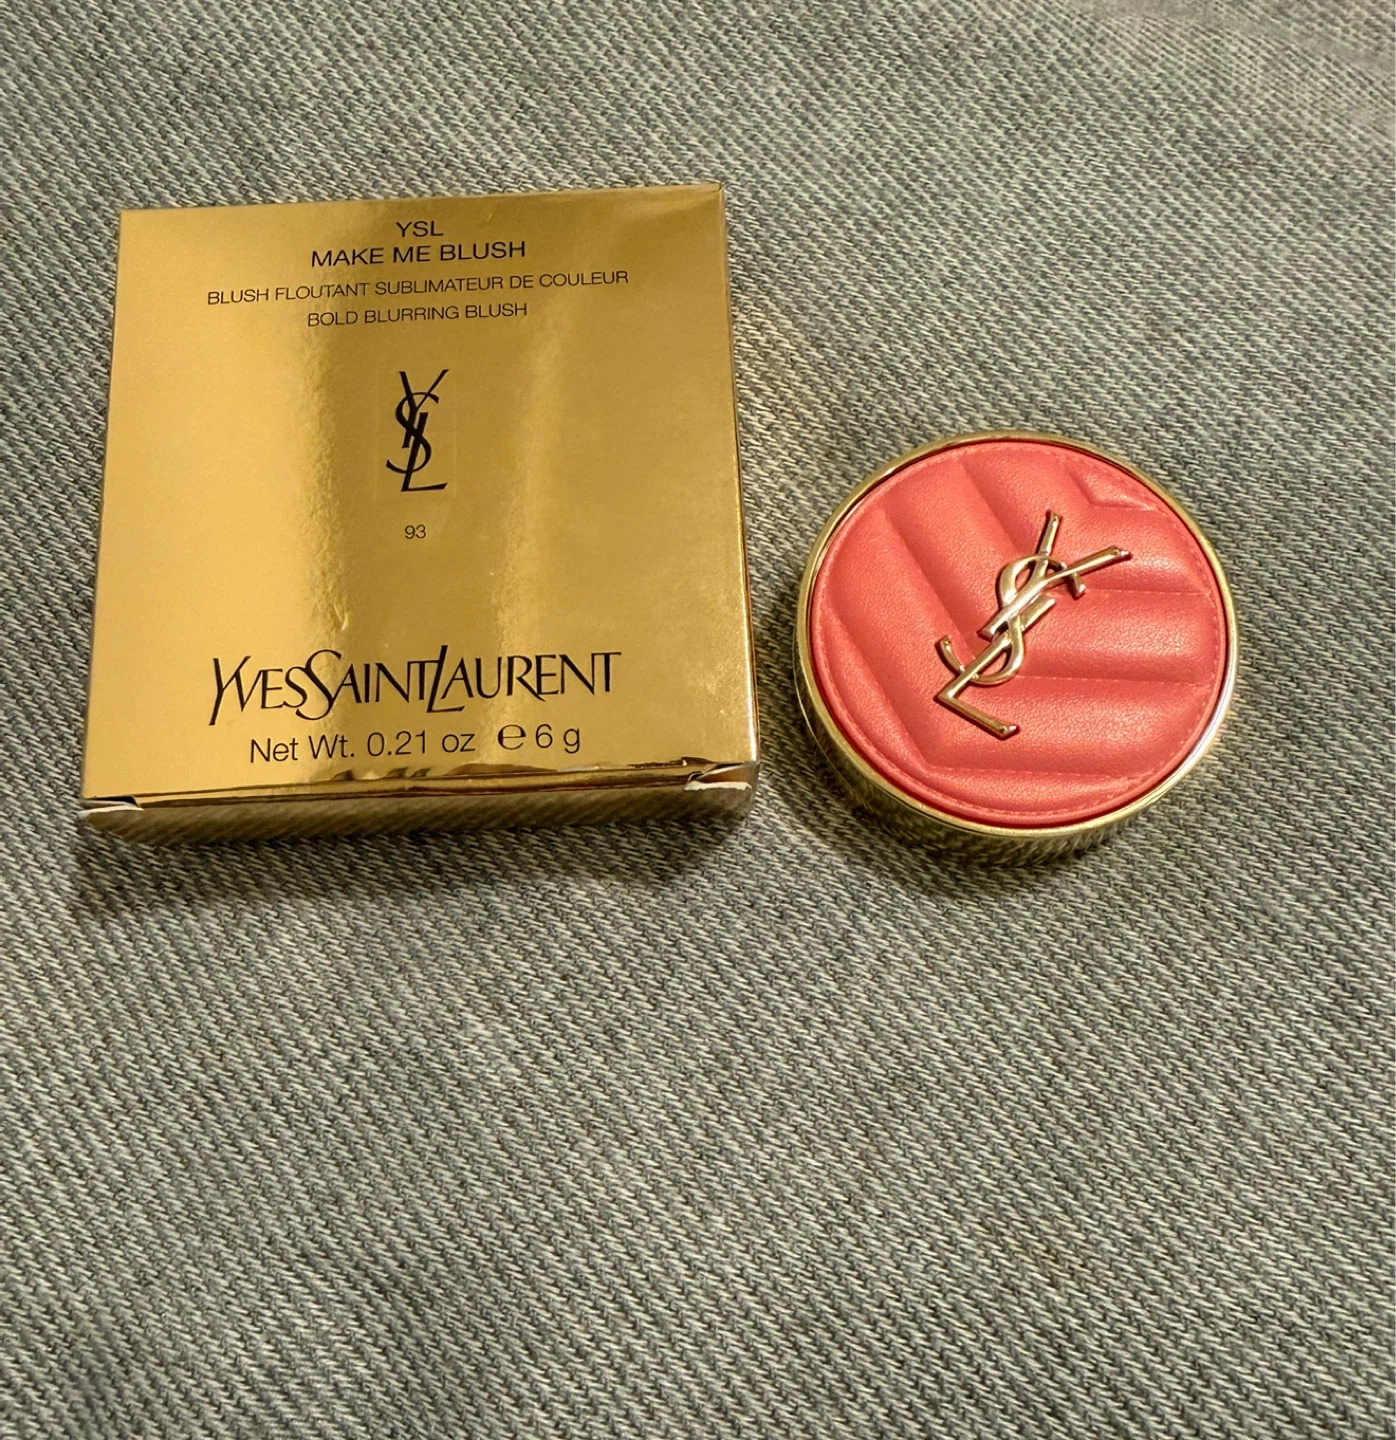 YSL
MAKE ME BLUSH
BLUSH FLOUTANT SUBLIMATEUR DE COULEUR
BOLD BLURRING BLUSH
YSL
93
YVESSAINTLAURENT
Net Wt. 0.21 oz ℮ 6 g
YSL